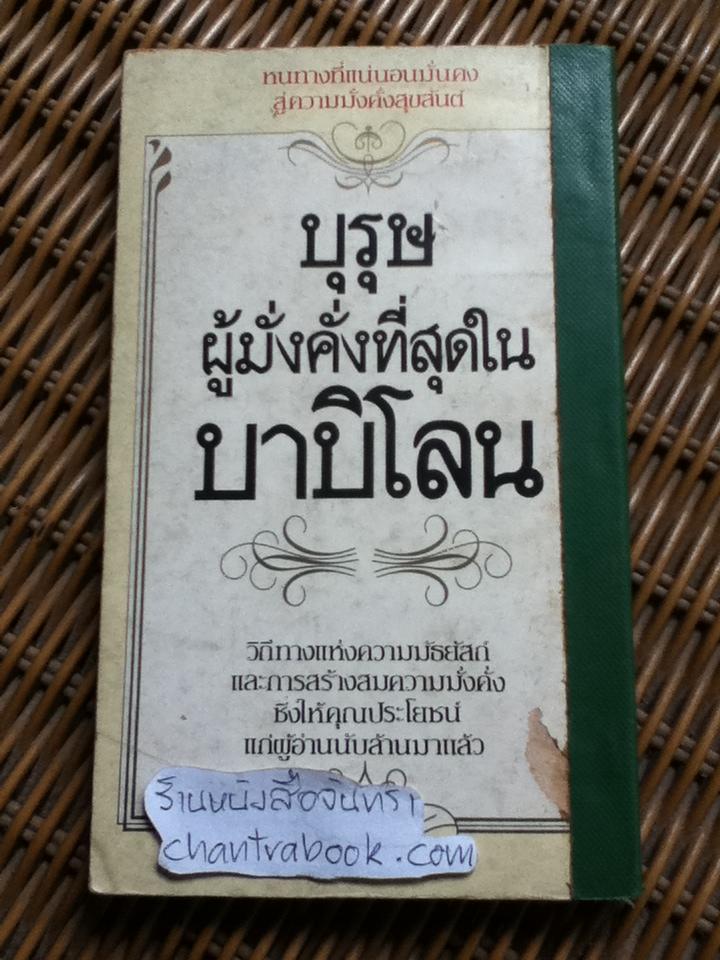 หนทางที่แน่นอนมั่นคง
สู่ความมั่งคั่งสุขสันต์
บุรุษ
ผู้มั่งคั่งที่สุดใน
บาบิโลน
วิถีทางแห่งความมัธยัสถ์
และการสร้างสมความมั่งคั่ง
ซึ่งให้คุณประโยชน์
แก่ผู้อ่านนับล้านมาแล้ว
ร้านหนังสือจันทรา
chantrabook.com